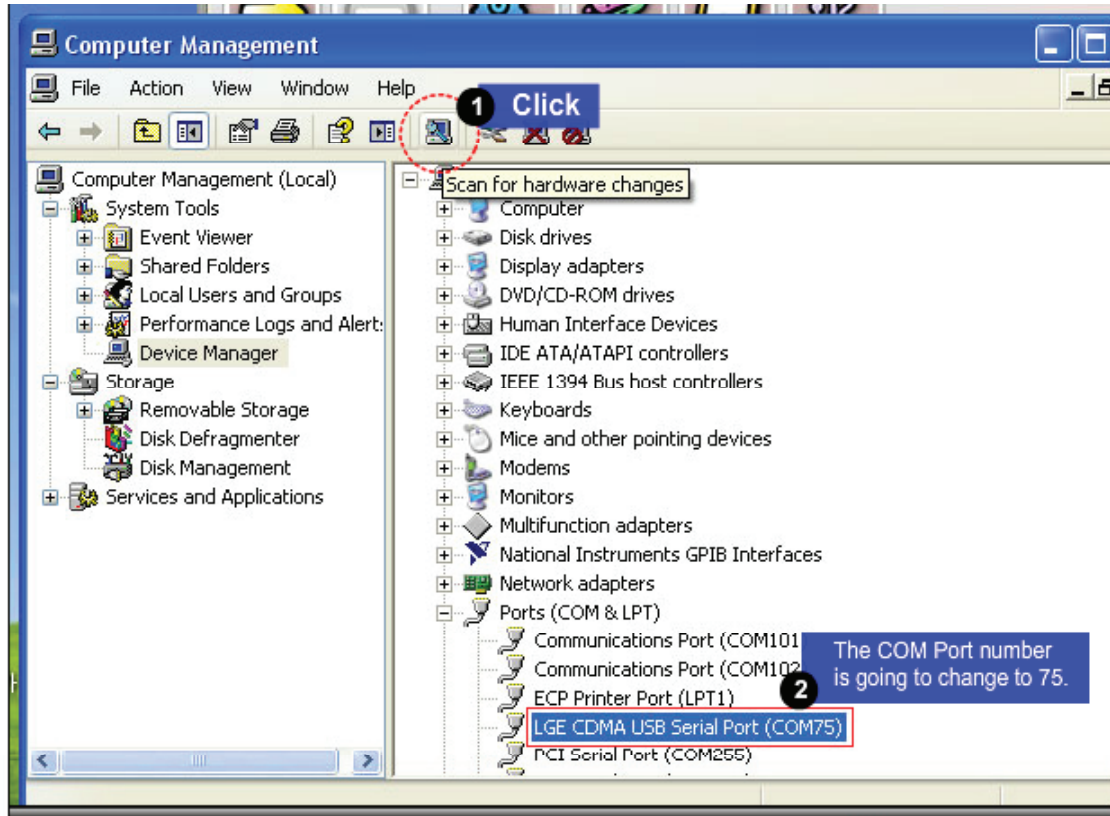 Computer Management
File Action View Window Help
1 Click
Scan for hardware changes
Computer Management (Local)
System Tools
Event Viewer
Shared Folders
Local Users and Groups
Performance Logs and Alert:
Device Manager
Storage
Removable Storage
Disk Defragmenter
Disk Management
Services and Applications
Computer
Disk drives
Display adapters
DVD/CD-ROM drives
Human Interface Devices
IDE ATA/ATAPI controllers
IEEE 1394 Bus host controllers
Keyboards
Mice and other pointing devices
Modems
Monitors
Multifunction adapters
National Instruments GPIB Interfaces
Network adapters
Ports (COM & LPT)
Communications Port (COM101
Communications Port (COM102
ECP Printer Port (LPT1)
LGE CDMA USB Serial Port (COM75)
PCI Serial Port (COM255)
2
The COM Port number
is going to change to 75.